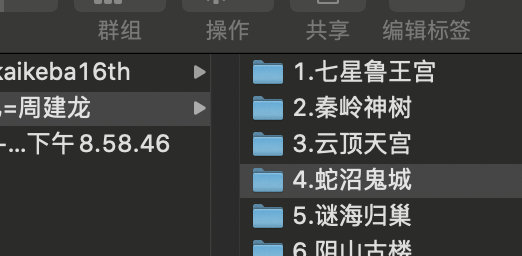 群组 操作 共享 编辑标签
kaikeba16th
=周建龙
-...下午8.58.46
1.七星鲁王宫
2.秦岭神树
3.云顶天宫
4.蛇沼鬼城
5.谜海归巢
6.阴山古楼